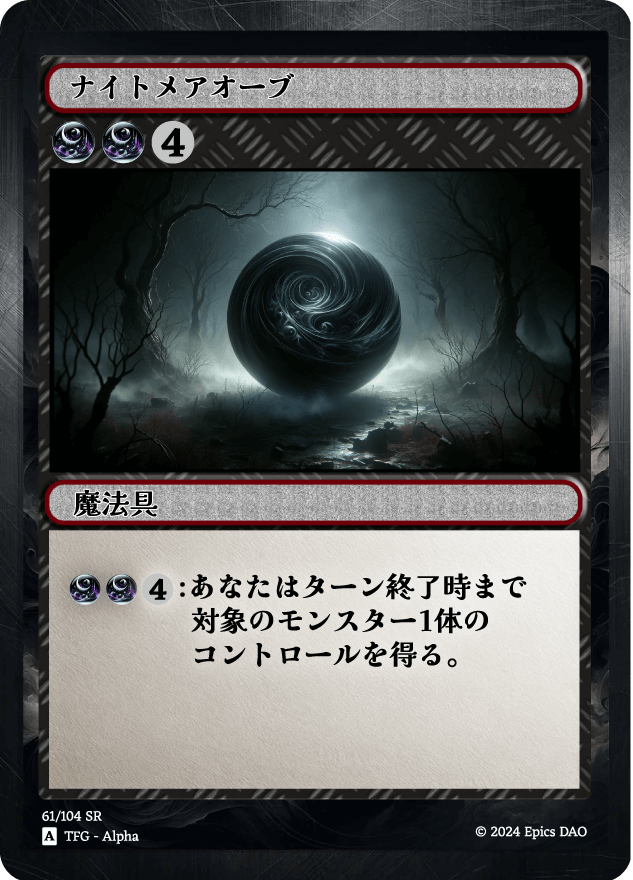 ナイトメアオーブ
4
魔法具
4:あなたはターン終了時まで
対象のモンスター1体の
コントロールを得る。
61/104 SR
A TFG - Alpha
© 2024 Epics DAO